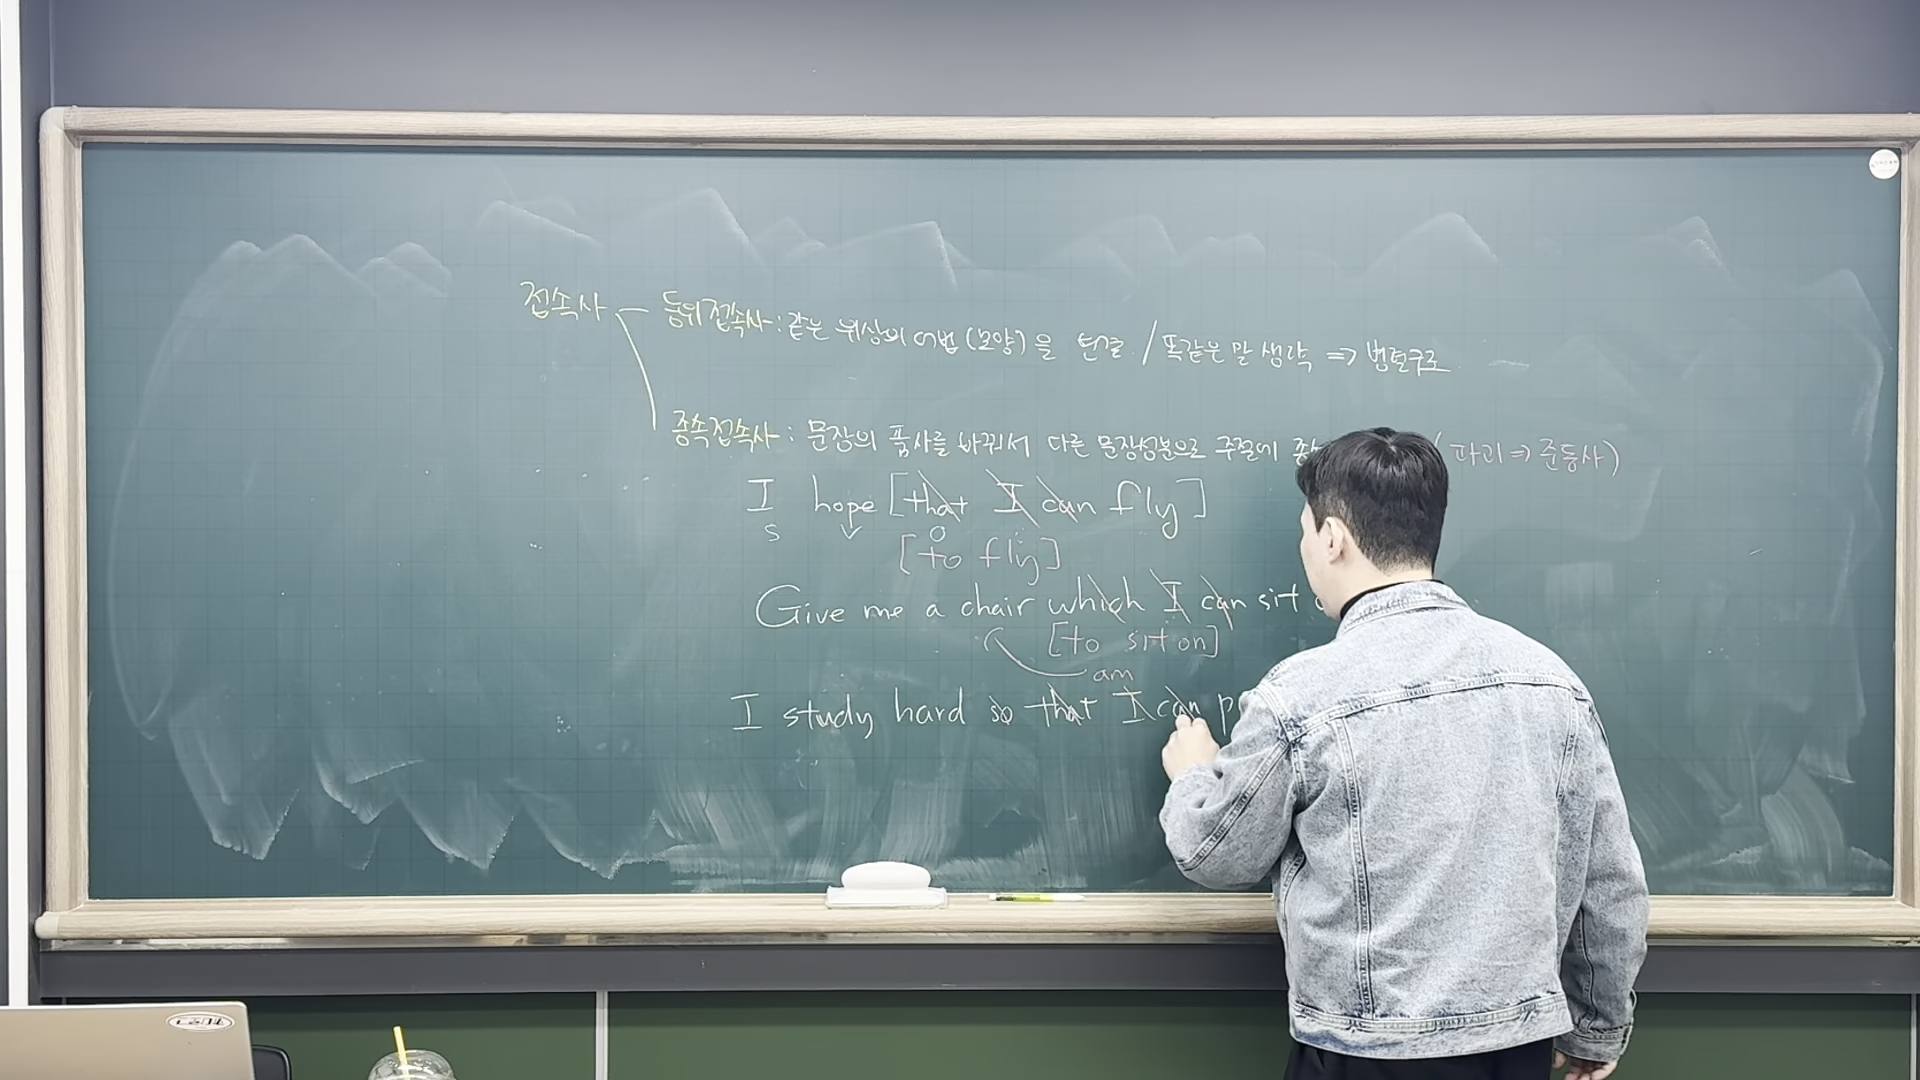 접속사
등위접속사 : 같은 위상의 어법 (모양)을 연결 / 똑같은 말 생략 => 병렬구조
종속접속사 : 문장의 품사를 바꿔서 다른 문장성분으로 주절에 (파괴 => 준동사)
I hope [that I can fly]
S V O
[to fly]
Give me a chair which I can sit
[to sit on]
am
I study hard so that I can